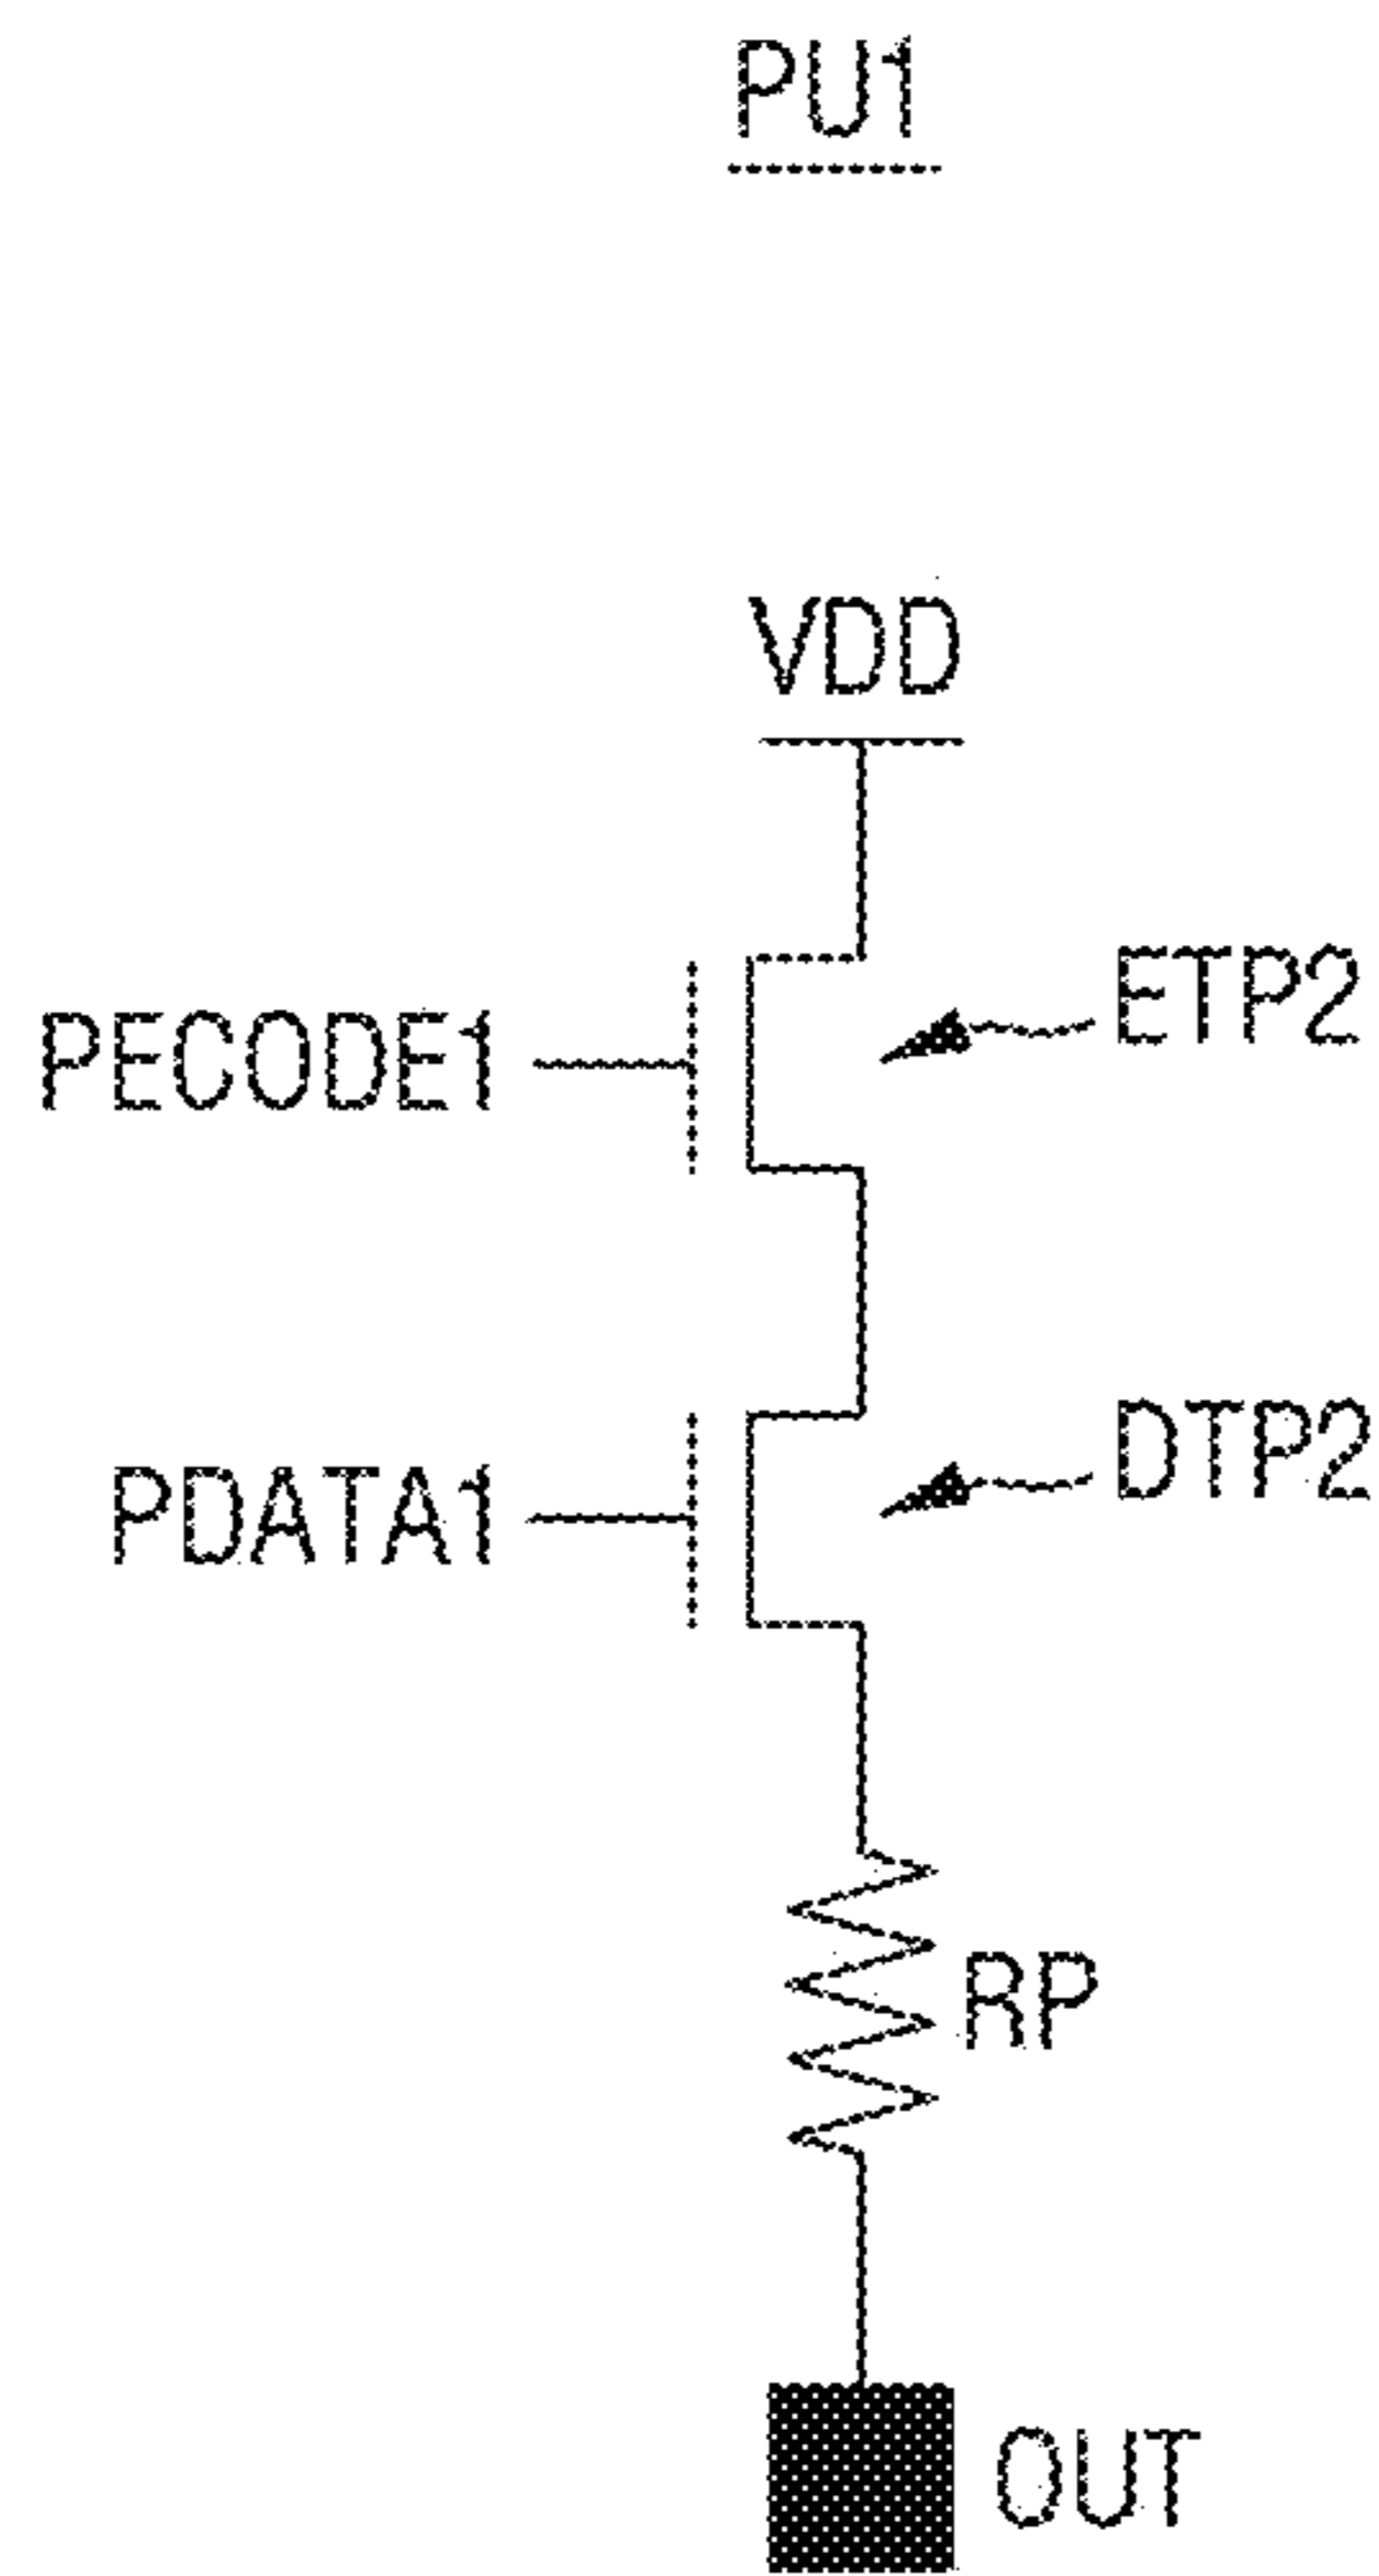 PU1
VDD
ETP2
PECODE1
DTP2
PDATA1
RP
OUT